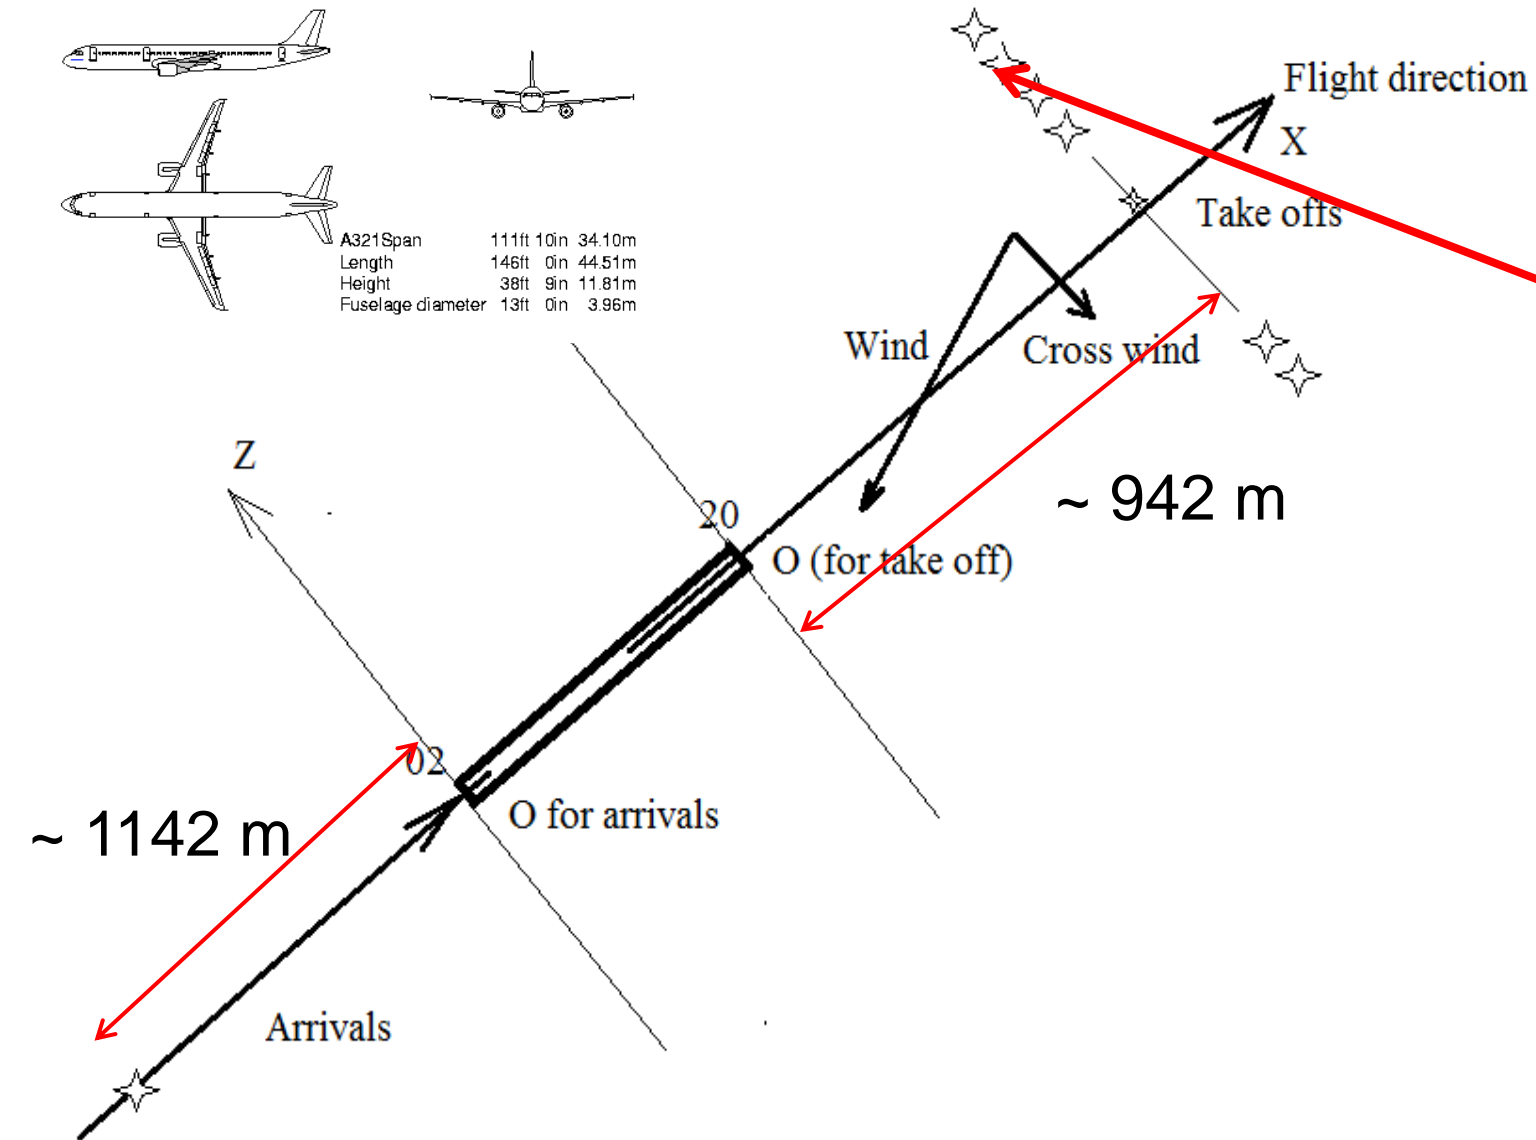 Flight direction
X
Take offs
A321Span 111ft 10in 34.10m
Length 146ft 0in 44.51m
Height 38ft 9in 11.81m
Fuselage diameter 13ft 0in 3.96m
Wind
Cross wind
Z
~ 942 m
20
O (for take off)
02
O for arrivals
~ 1142 m
Arrivals